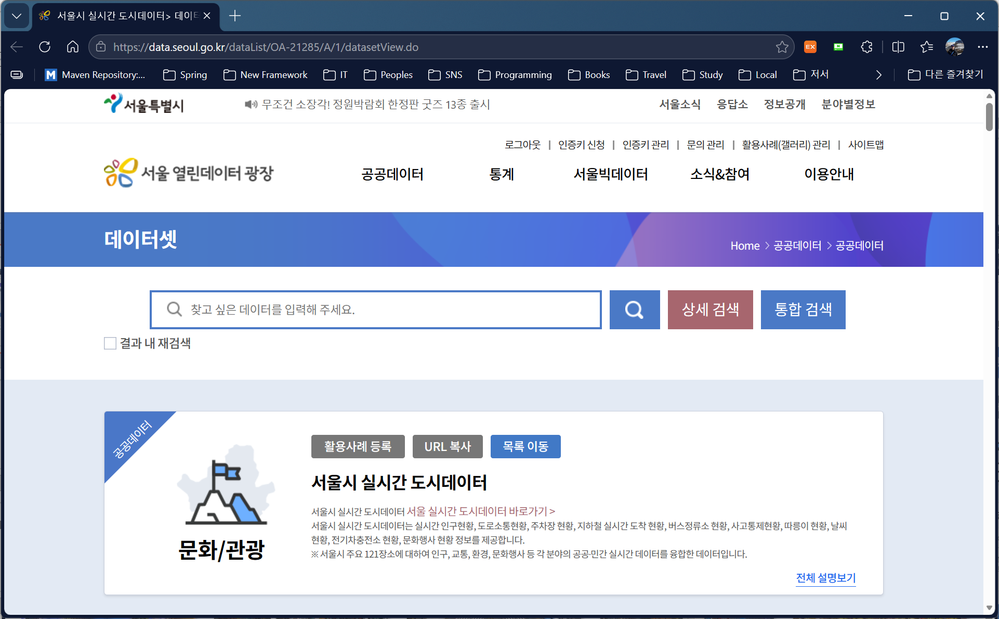 서울시 실시간 도시데이터> 데이터
https://data.seoul.go.kr/dataList/OA-21285/A/1/datasetView.do
EX
N
M Maven Repository:... Spring New Framework IT Peoples SNS Programming Books Travel Study Local 저서 다른 즐겨찾기
서울특별시 무조건 소장각! 정원박람회 한정판 굿즈 13종 출시 서울소식 응답소 정보공개 분야별정보
로그아웃 | 인증키 신청 | 인증키 관리 | 문의 관리 | 활용사례(갤러리) 관리 | 사이트맵
서울 열린데이터 광장 공공데이터 통계 서울빅데이터 소식&참여 이용안내
데이터셋
Home > 공공데이터 > 공공데이터
찾고 싶은 데이터를 입력해 주세요. 상세 검색 통합 검색
결과 내 재검색
공공데이터
문화/관광
활용사례 등록 URL 복사 목록 이동
서울시 실시간 도시데이터
서울시 실시간 도시데이터 서울 실시간 도시데이터 바로가기 >
서울시 실시간 도시데이터는 실시간 인구현황, 도로소통현황, 주차장 현황, 지하철 실시간 도착 현황, 버스정류소 현황, 사고통제현황, 따릉이 현황, 날씨
현황, 전기차충전소 현황, 문화행사 현황 정보를 제공합니다.
※ 서울시 주요 121장소에 대하여 인구, 교통, 환경, 문화행사 등 각 분야의 공공·민간 실시간 데이터를 융합한 데이터입니다.
전체 설명보기